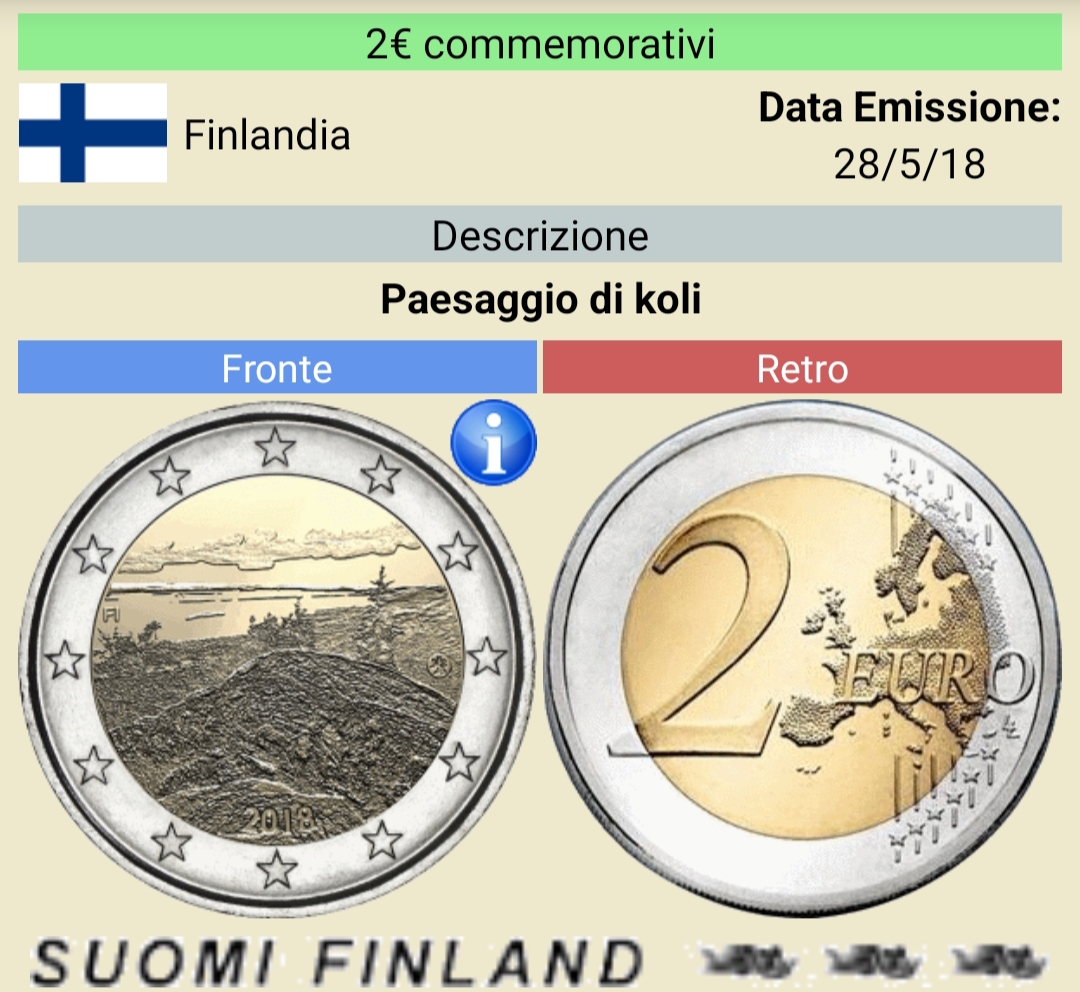 2€ commemorativi
Finlandia
Data Emissione:
28/5/18
Descrizione
Paesaggio di koli
Fronte
Retro
i
FI
2018
2
EURO
SUOMI FINLAND